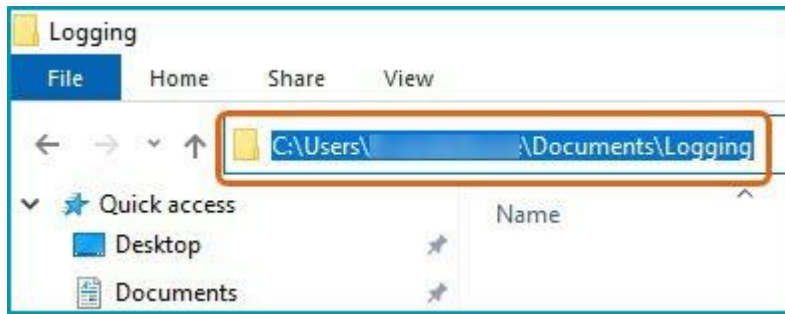 Logging
File Home Share View
C:\Users\ \Documents\Logging
Quick access
Name
Desktop
Documents